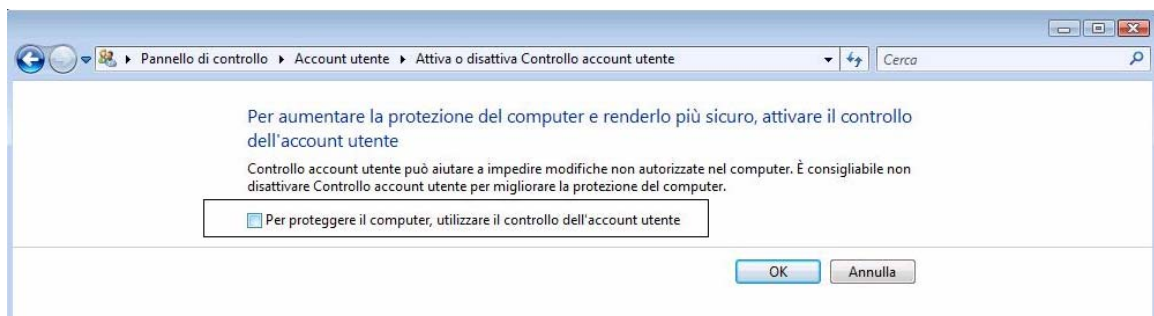 Pannello di controllo ▸ Account utente ▸ Attiva o disattiva Controllo account utente
Cerca
Per aumentare la protezione del computer e renderlo più sicuro, attivare il controllo
dell'account utente
Controllo account utente può aiutare a impedire modifiche non autorizzate nel computer. È consigliabile non
disattivare Controllo account utente per migliorare la protezione del computer.
Per proteggere il computer, utilizzare il controllo dell'account utente
OK
Annulla